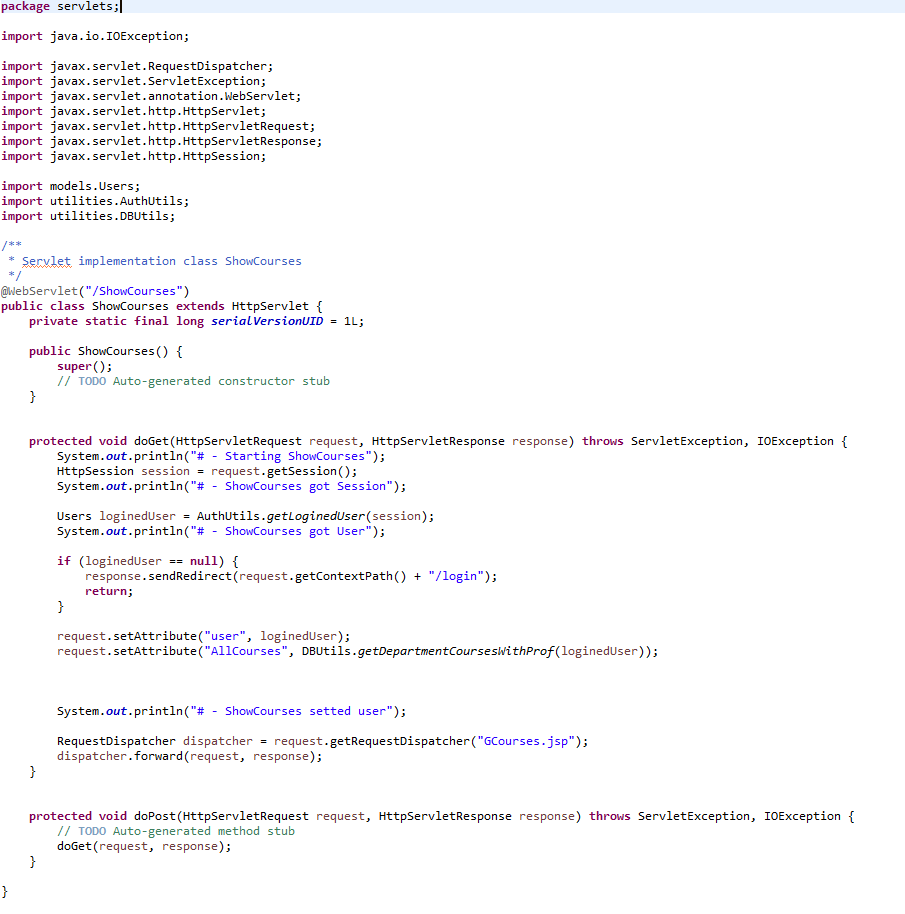 package servlets;
import java.io.IOException;
import javax.servlet.RequestDispatcher;
import javax.servlet.ServletException;
import javax.servlet.annotation.WebServlet;
import javax.servlet.http.HttpServlet;
import javax.servlet.http.HttpServletRequest;
import javax.servlet.http.HttpServletResponse;
import javax.servlet.http.HttpSession;
import models.Users;
import utilities.AuthUtils;
import utilities.DBUtils;
/**
 * Servlet implementation class ShowCourses
 */
@WebServlet("/ShowCourses")
public class ShowCourses extends HttpServlet {
    private static final long serialVersionUID = 1L;
    public ShowCourses() {
        super();
        // TODO Auto-generated constructor stub
    }
    protected void doGet(HttpServletRequest request, HttpServletResponse response) throws ServletException, IOException {
        System.out.println("# - Starting ShowCourses");
        HttpSession session = request.getSession();
        System.out.println("# - ShowCourses got Session");
        Users loginedUser = AuthUtils.getLoginedUser(session);
        System.out.println("# - ShowCourses got User");
        if (loginedUser == null) {
            response.sendRedirect(request.getContextPath() + "/login");
            return;
        }
        request.setAttribute("user", loginedUser);
        request.setAttribute("AllCourses", DBUtils.getDepartmentCoursesWithProf(loginedUser));
        System.out.println("# - ShowCourses setted user");
        RequestDispatcher dispatcher = request.getRequestDispatcher("GCourses.jsp");
        dispatcher.forward(request, response);
    }
    protected void doPost(HttpServletRequest request, HttpServletResponse response) throws ServletException, IOException {
        // TODO Auto-generated method stub
        doGet(request, response);
    }
}